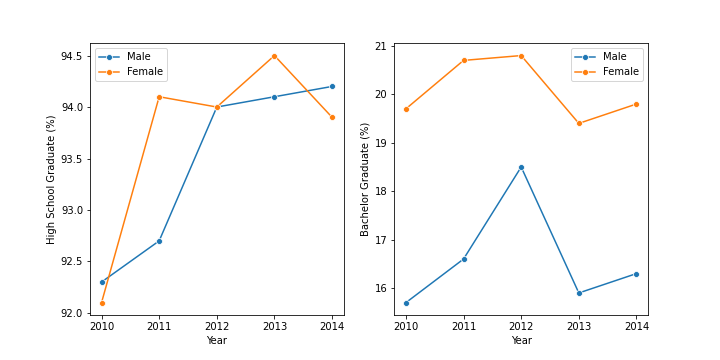 High School Graduate (%)
94.5
94.0
93.5
93.0
92.5
92.0
Male
Female
2010 2011 2012 2013 2014
Year
Bachelor Graduate (%)
21
20
19
18
17
16
Male
Female
2010 2011 2012 2013 2014
Year